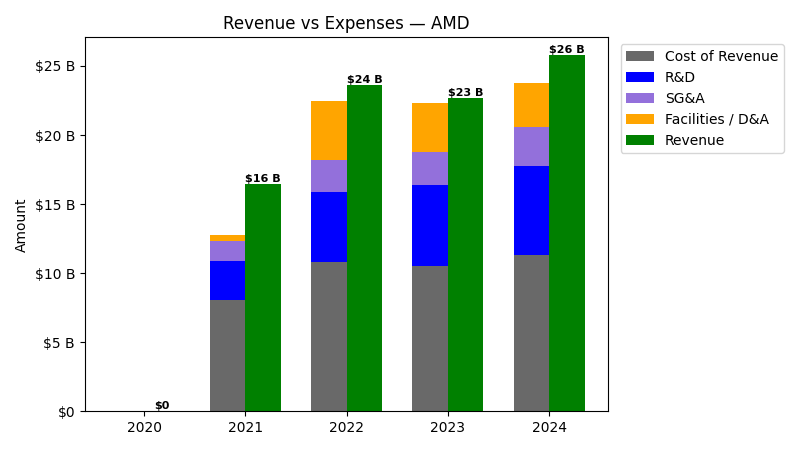 Revenue vs Expenses — AMD
Amount
$25 B
$20 B
$15 B
$10 B
$5 B
$0
$0
$16 B
$24 B
$23 B
$26 B
2020
2021
2022
2023
2024
Cost of Revenue
R&D
SG&A
Facilities / D&A
Revenue